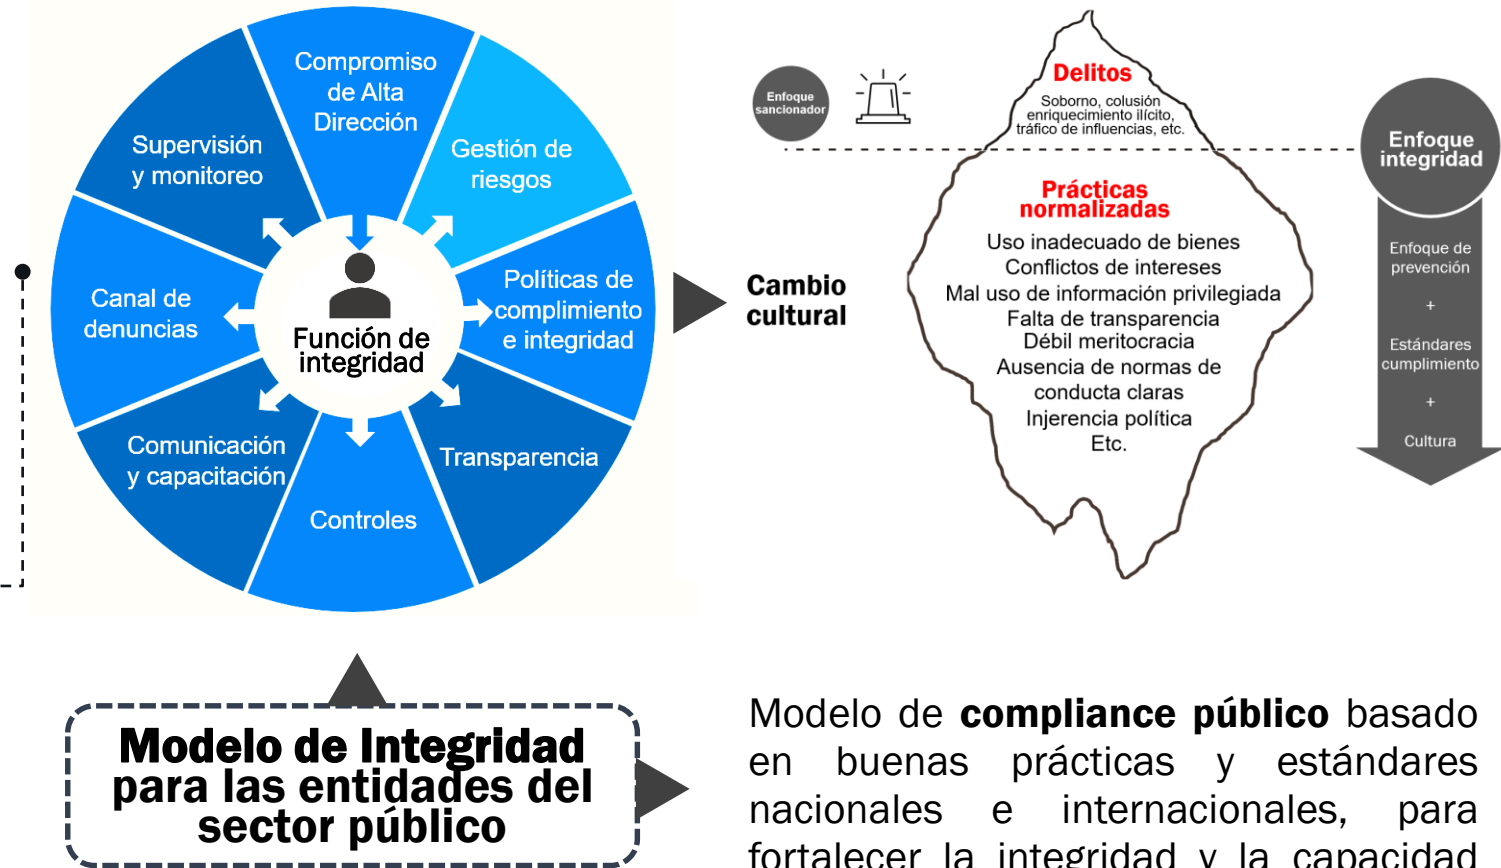 Compromiso
de Alta
Dirección
Gestión de
riesgos
Políticas de
complimiento
e integridad
Transparencia
Controles
Comunicación
y capacitación
Canal de
denuncias
Supervisión
y monitoreo
Función de
integridad
Cambio
cultural
Enfoque
sancionador
Delitos
Soborno, colusión
enriquecimiento ilícito,
tráfico de influencias, etc.
Prácticas
normalizadas
Uso inadecuado de bienes
Conflictos de intereses
Mal uso de información privilegiada
Falta de transparencia
Débil meritocracia
Ausencia de normas de
conducta claras
Injerencia política
Etc.
Enfoque
integridad
Enfoque de
prevención
+
Estándares
cumplimiento
+
Cultura
Modelo de Integridad
para las entidades del
sector público
Modelo de compliance público basado
en buenas prácticas y estándares
nacionales e internacionales, para
fortalecer la integridad y la capacidad